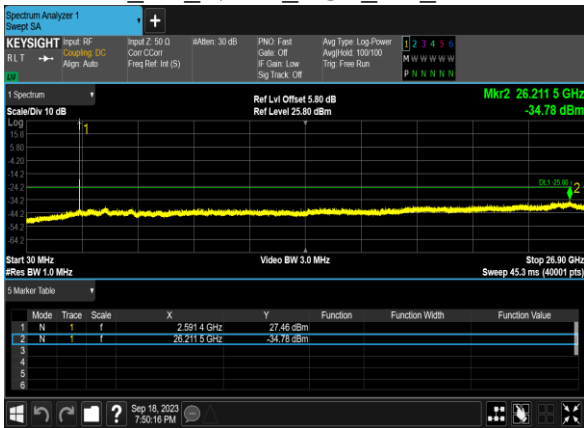 Spectrum Analyzer 1
Swept SA
KEYSIGHT Input: RF Input Z: 50 Ω #Atten: 30 dB PNO: Fast Avg Type: Log-Power 1 2 3 4 5 6
RLT Coupling: DC Corr CCorr Gate: Off Avg|Hold: 100/100 M W W W W W
Align: Auto Freq Ref: Int (S) IF Gain: Low Trig: Free Run
Sig Track: Off P N N N N N
LV
1 Spectrum Ref Lvl Offset 5.80 dB Mkr2 26.211 5 GHz
Scale/Div 10 dB Ref Level 25.80 dBm -34.78 dBm
Log
15.8
5.80
-4.20
-14.2
-24.2
-34.2
-44.2
-54.2
-64.2
1
DL1 -25.00
2
Start 30 MHz Video BW 3.0 MHz Stop 26.90 GHz
#Res BW 1.0 MHz Sweep 45.3 ms (40001 pts)
5 Marker Table
Mode Trace Scale X Y Function Function Width Function Value
1 N 1 f 2.591 4 GHz 27.46 dBm
2 N 1 f 26.211 5 GHz -34.78 dBm
3
4
5
6
Sep 18, 2023
7:50:16 PM